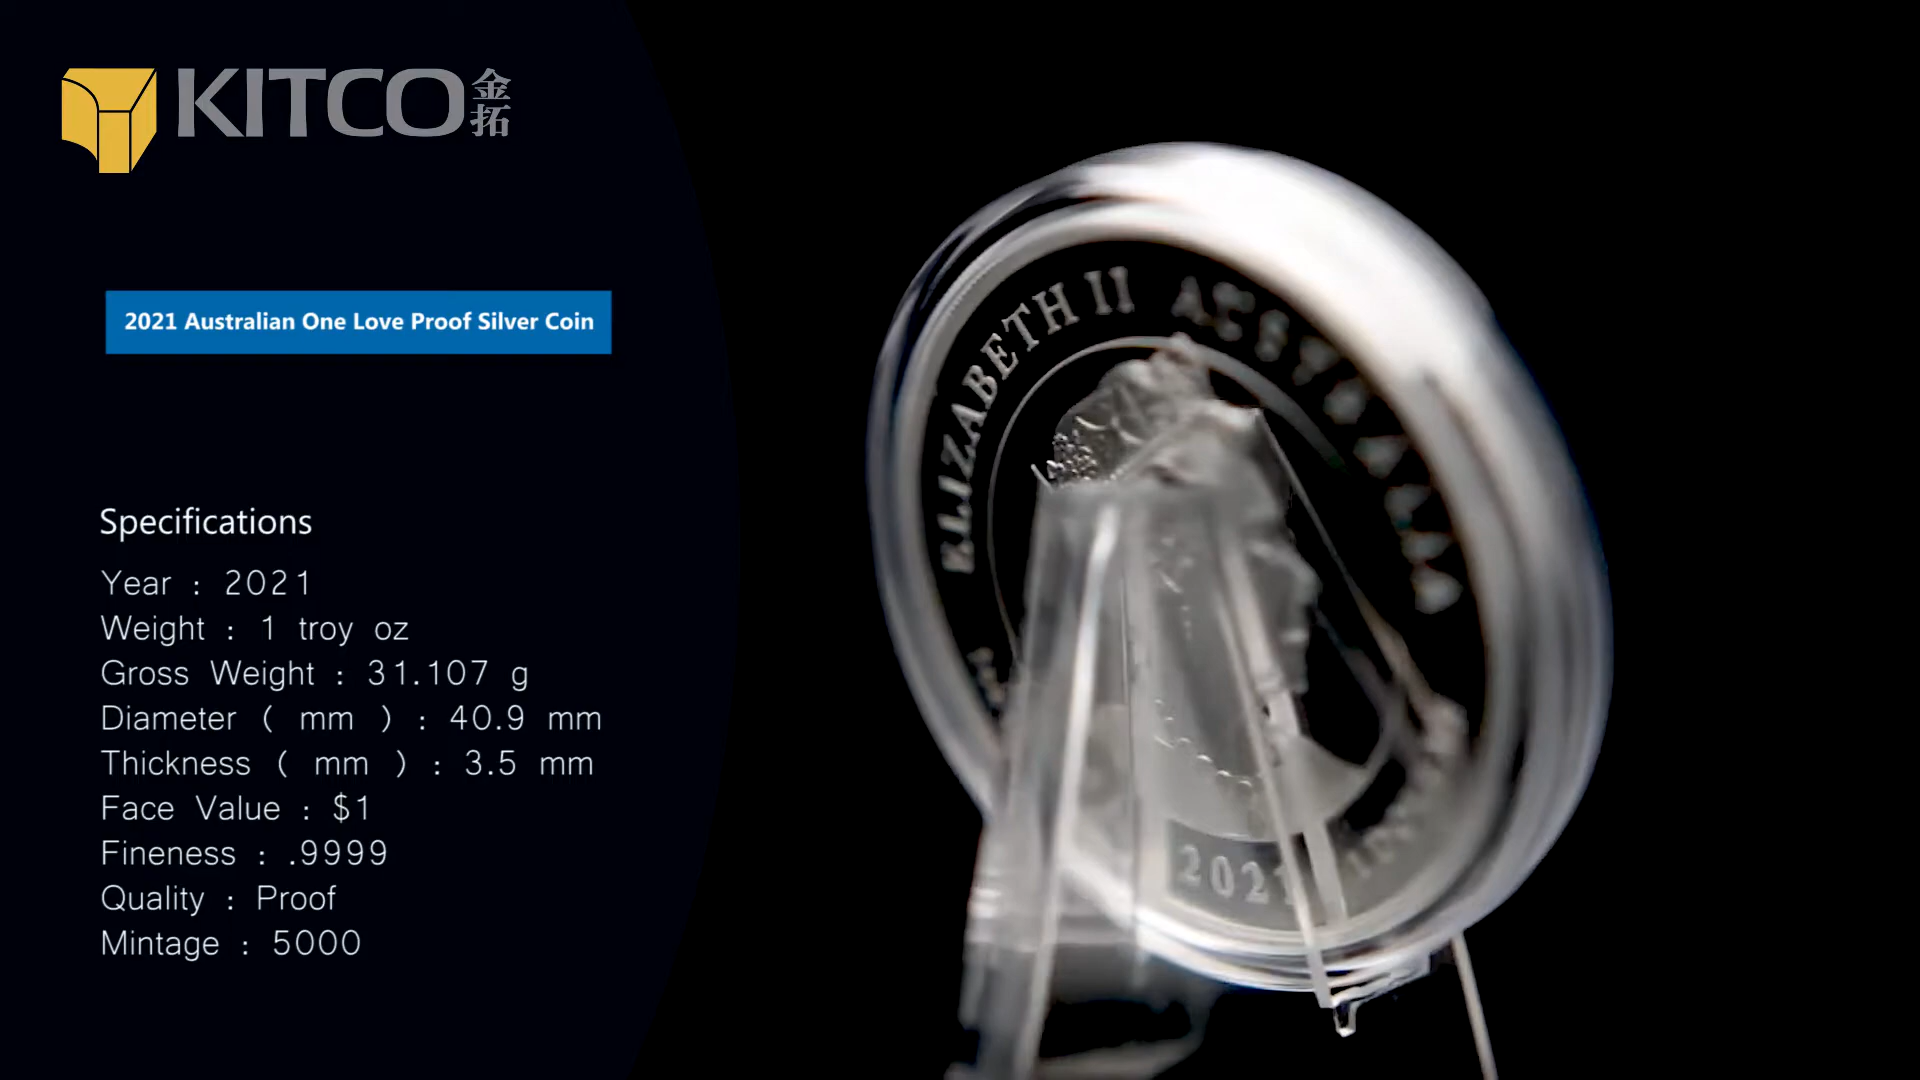 KITCO 金拓
2021 Australian One Love Proof Silver Coin
Specifications
Year : 2021
Weight : 1 troy oz
Gross Weight : 31.107 g
Diameter ( mm ) : 40.9 mm
Thickness ( mm ) : 3.5 mm
Face Value : $1
Fineness : .9999
Quality : Proof
Mintage : 5000
ELIZABETH II AUSTRALIA
2021